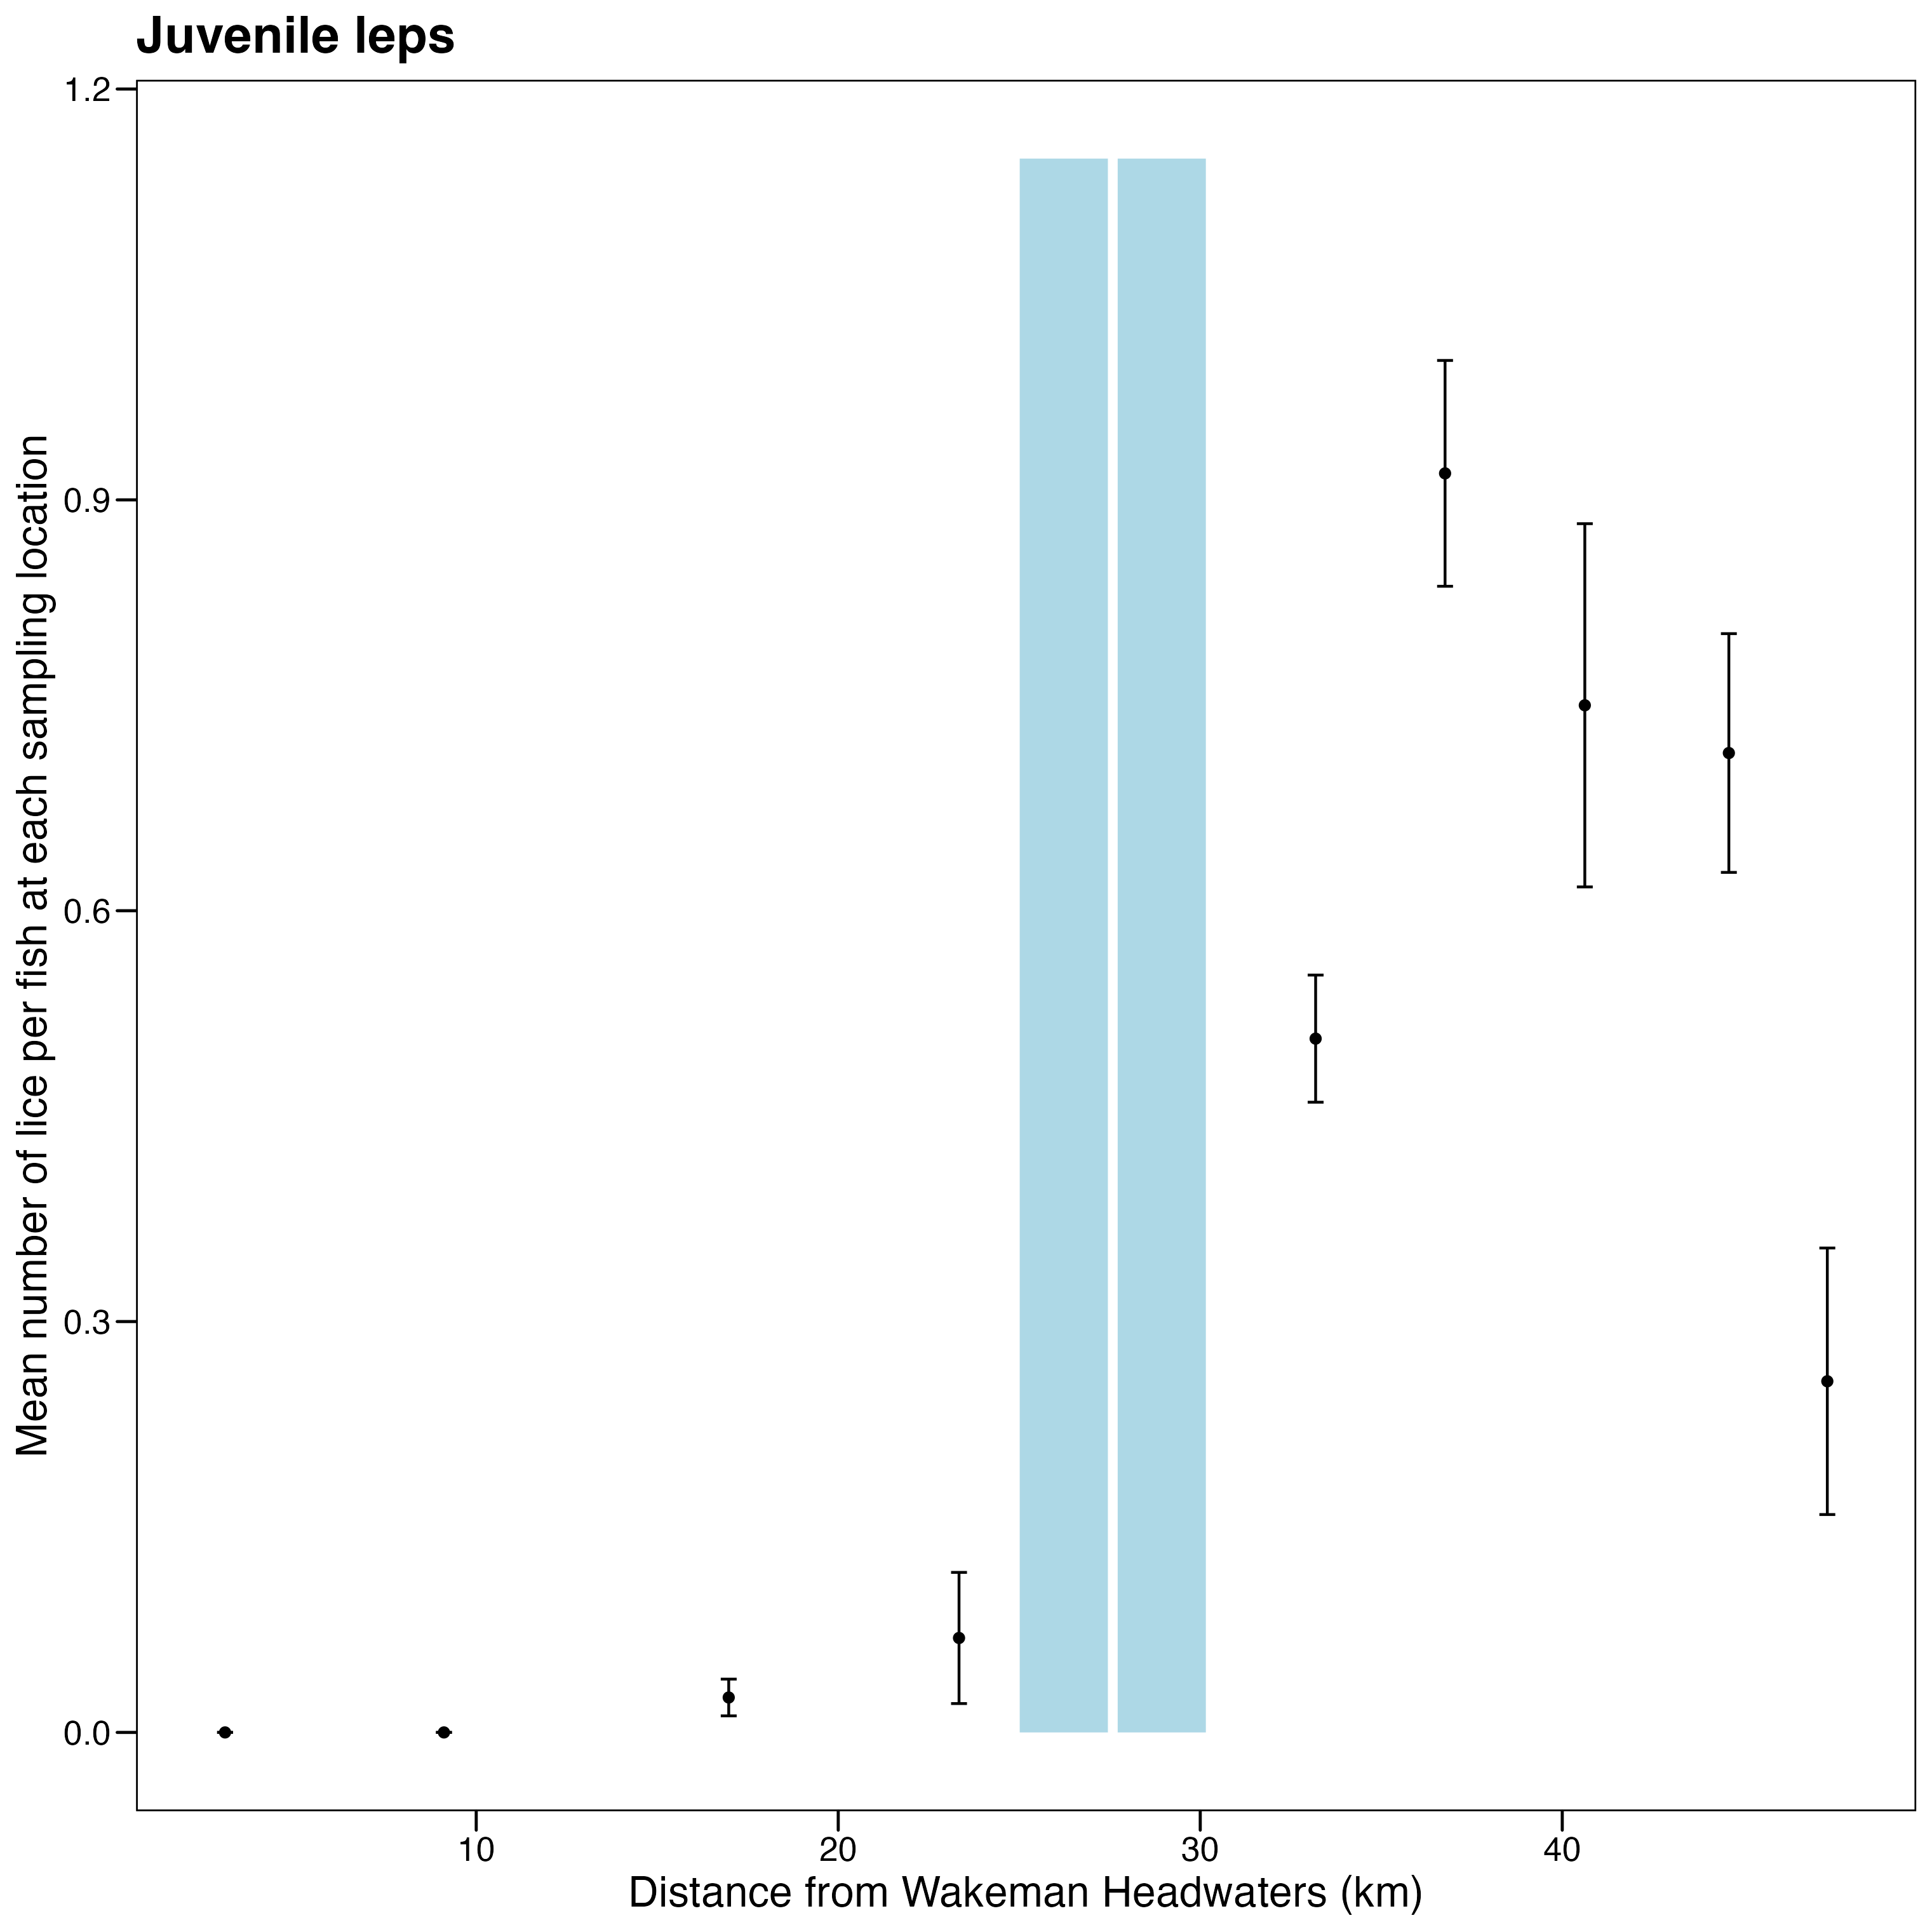 Juvenile leps
Mean number of lice per fish at each sampling location
1.2
0.9
0.6
0.3
0.0
10 20 30 40
Distance from Wakeman Headwaters (km)